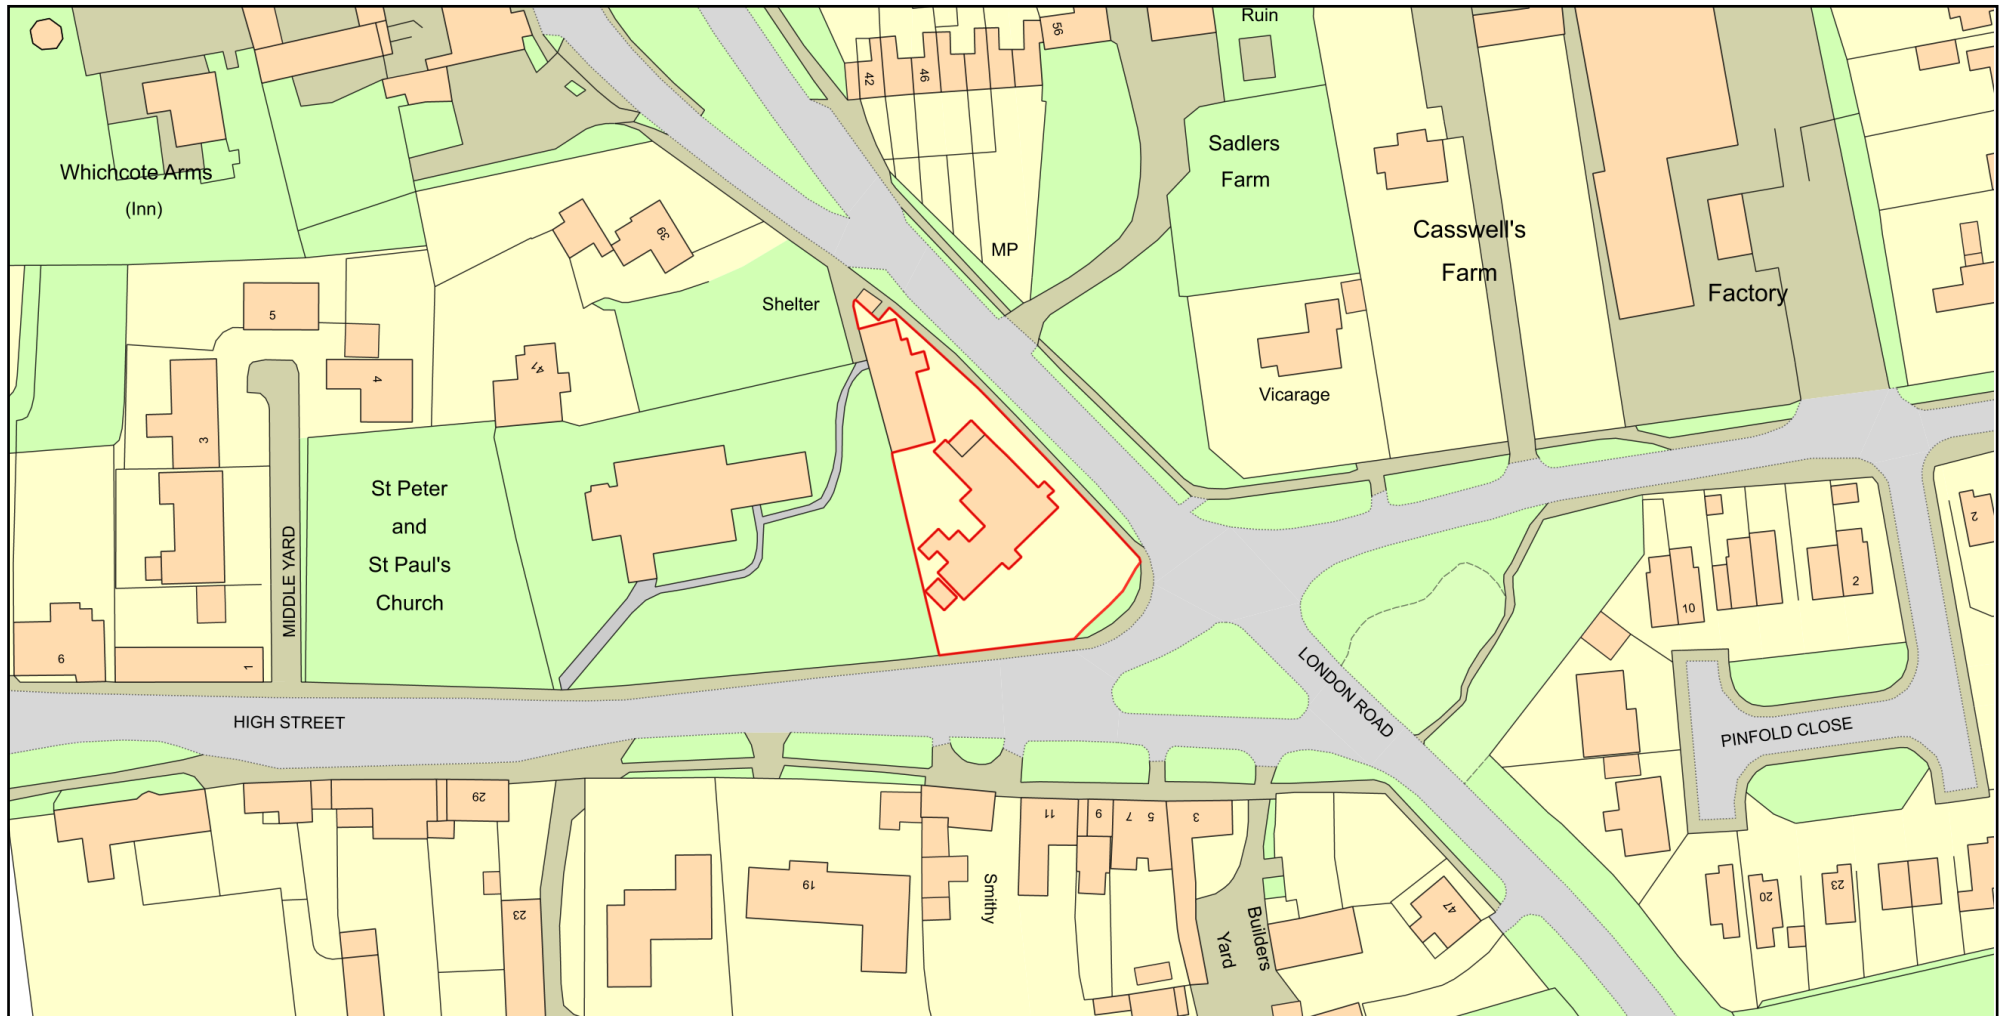 Ruin
56
42
46
Whichcote Arms
(Inn)
Sadlers
Farm
39
MP
Casswell's
Farm
Shelter
Factory
5
4
47
3
Vicarage
St Peter
and
St Paul's
Church
MIDDLE YARD
2
2
10
6
1
LONDON ROAD
HIGH STREET
PINFOLD CLOSE
29
11
9
7
5
3
19
23
Smithy
Builders
Yard
47
20
23